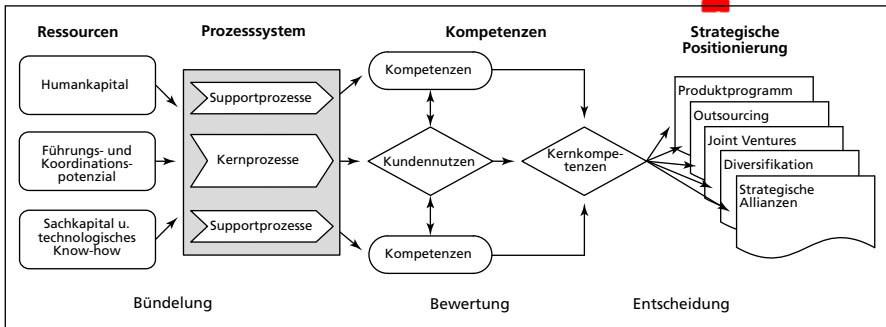 Ressourcen
Prozesssystem
Kompetenzen
Strategische
Positionierung
Humankapital
Führungs- und
Koordinations-
potenzial
Sachkapital u.
technologisches
Know-how
Supportprozesse
Kernprozesse
Supportprozesse
Kompetenzen
Kundennutzen
Kompetenzen
Kernkompe-
tenzen
Produktprogramm
Outsourcing
Joint Ventures
Diversifikation
Strategische
Allianzen
Bündelung
Bewertung
Entscheidung